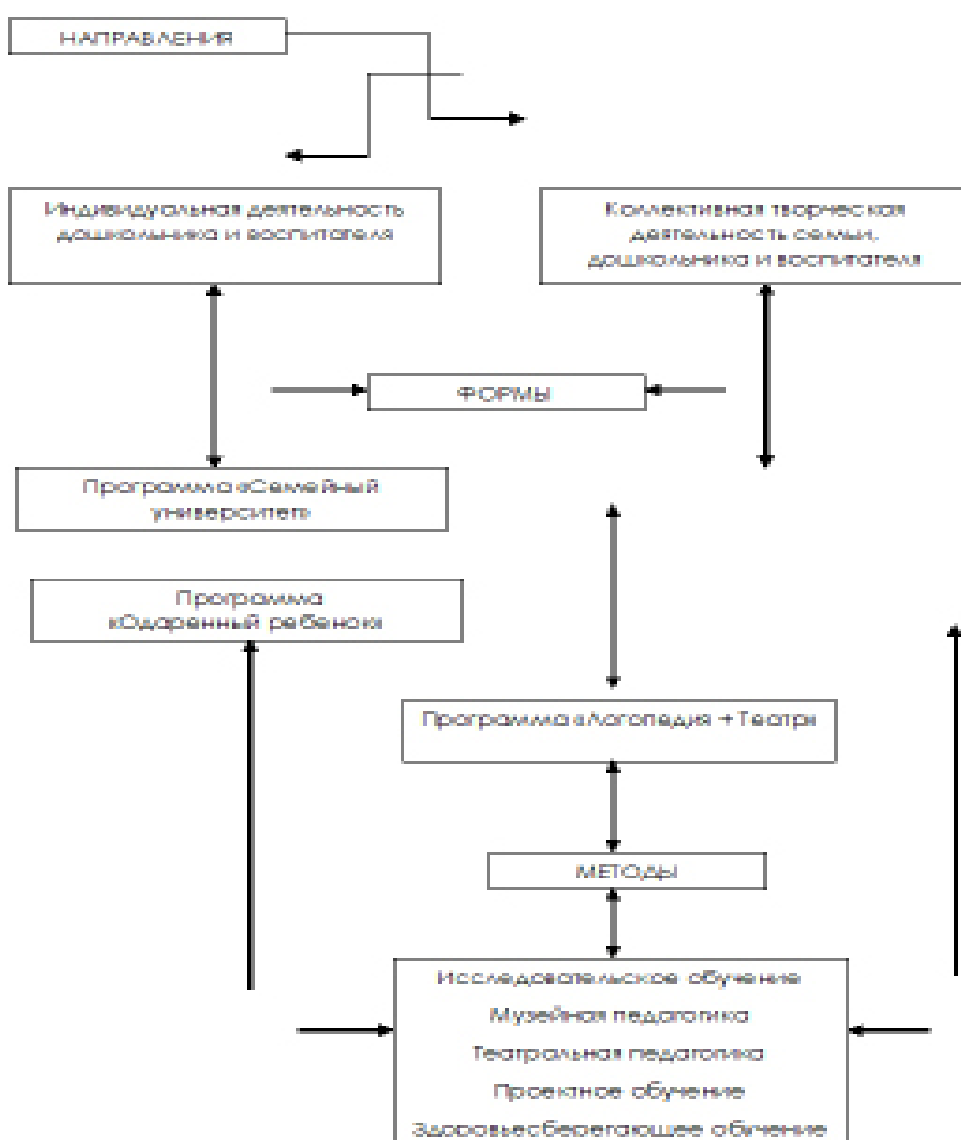 НАПРАВЛЕНИЯ
Индивидуальная деятельность
дошкольника и воспитателя
Коллективная творческая
деятельность семьи,
дошкольника и воспитателя
ФОРМЫ
Программа «Семейный
университет»
Программа
«Одаренный ребенок»
Программа «Логопедия + Театр»
МЕТОДЫ
Исследовательское обучение
Музейная педагогика
Театральная педагогика
Проектное обучение
Здоровьесберегающее обучение